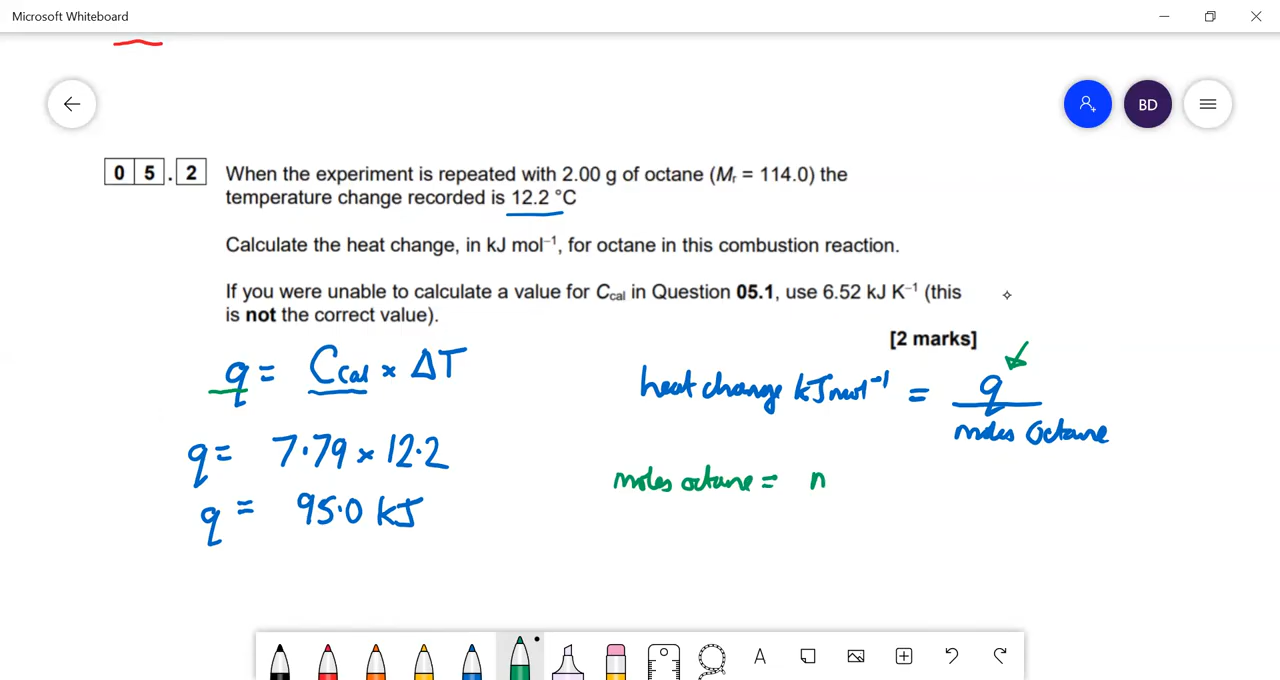 Microsoft Whiteboard
BD
0 5 . 2 When the experiment is repeated with 2.00 g of octane (Mr = 114.0) the
temperature change recorded is 12.2 °C
Calculate the heat change, in kJ mol⁻¹, for octane in this combustion reaction.
If you were unable to calculate a value for Ccal in Question 05.1, use 6.52 kJ K⁻¹ (this
is not the correct value).
[2 marks]
q = Ccal × ΔT
heat change kJmol⁻¹ = q
moles octane
q = 7.79 × 12.2
moles octane = n
q = 95.0 kJ
A